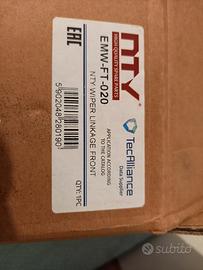 NTY
HIGH QUALITY SPARE PARTS
EMW-FT-020
EAC
NTY WIPER LINKAGE FRONT
5902048280190
QTY: 1PC
APPLICATION ACCORDING
TO THE CATALOG
TecAlliance
Data Supplier
subito